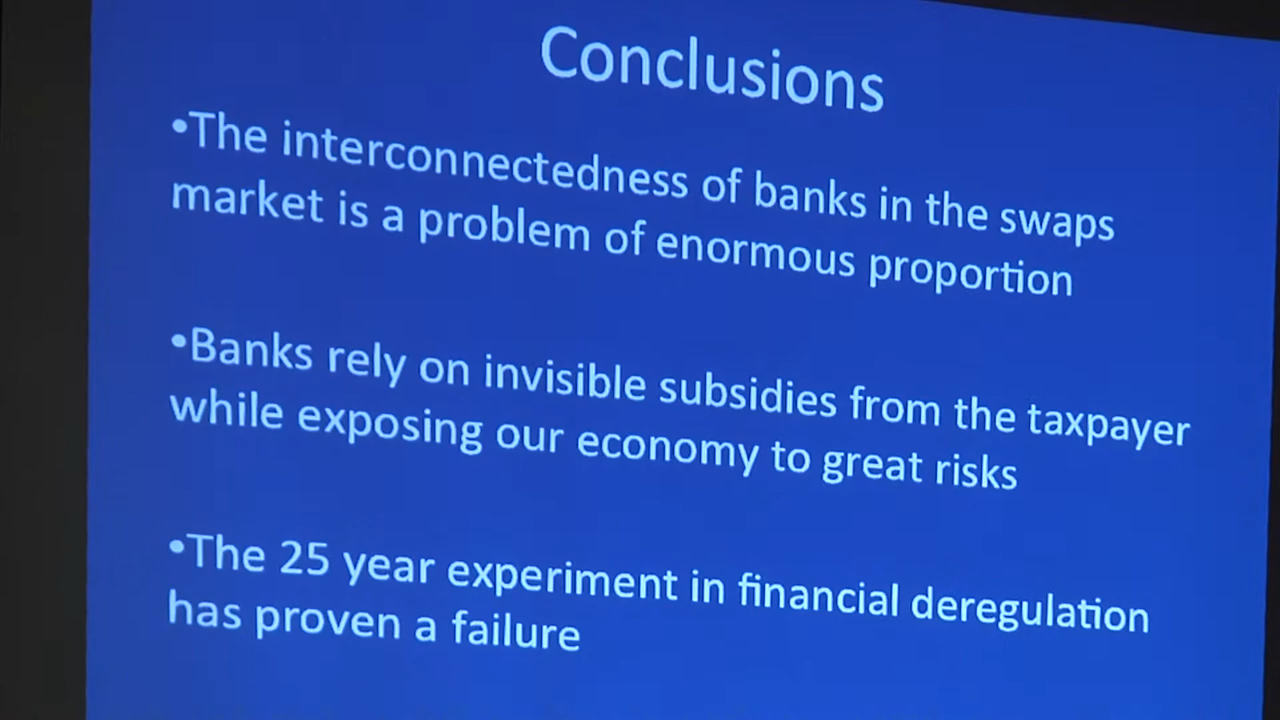 Conclusions
•The interconnectedness of banks in the swaps
market is a problem of enormous proportion
•Banks rely on invisible subsidies from the taxpayer
while exposing our economy to great risks
•The 25 year experiment in financial deregulation
has proven a failure